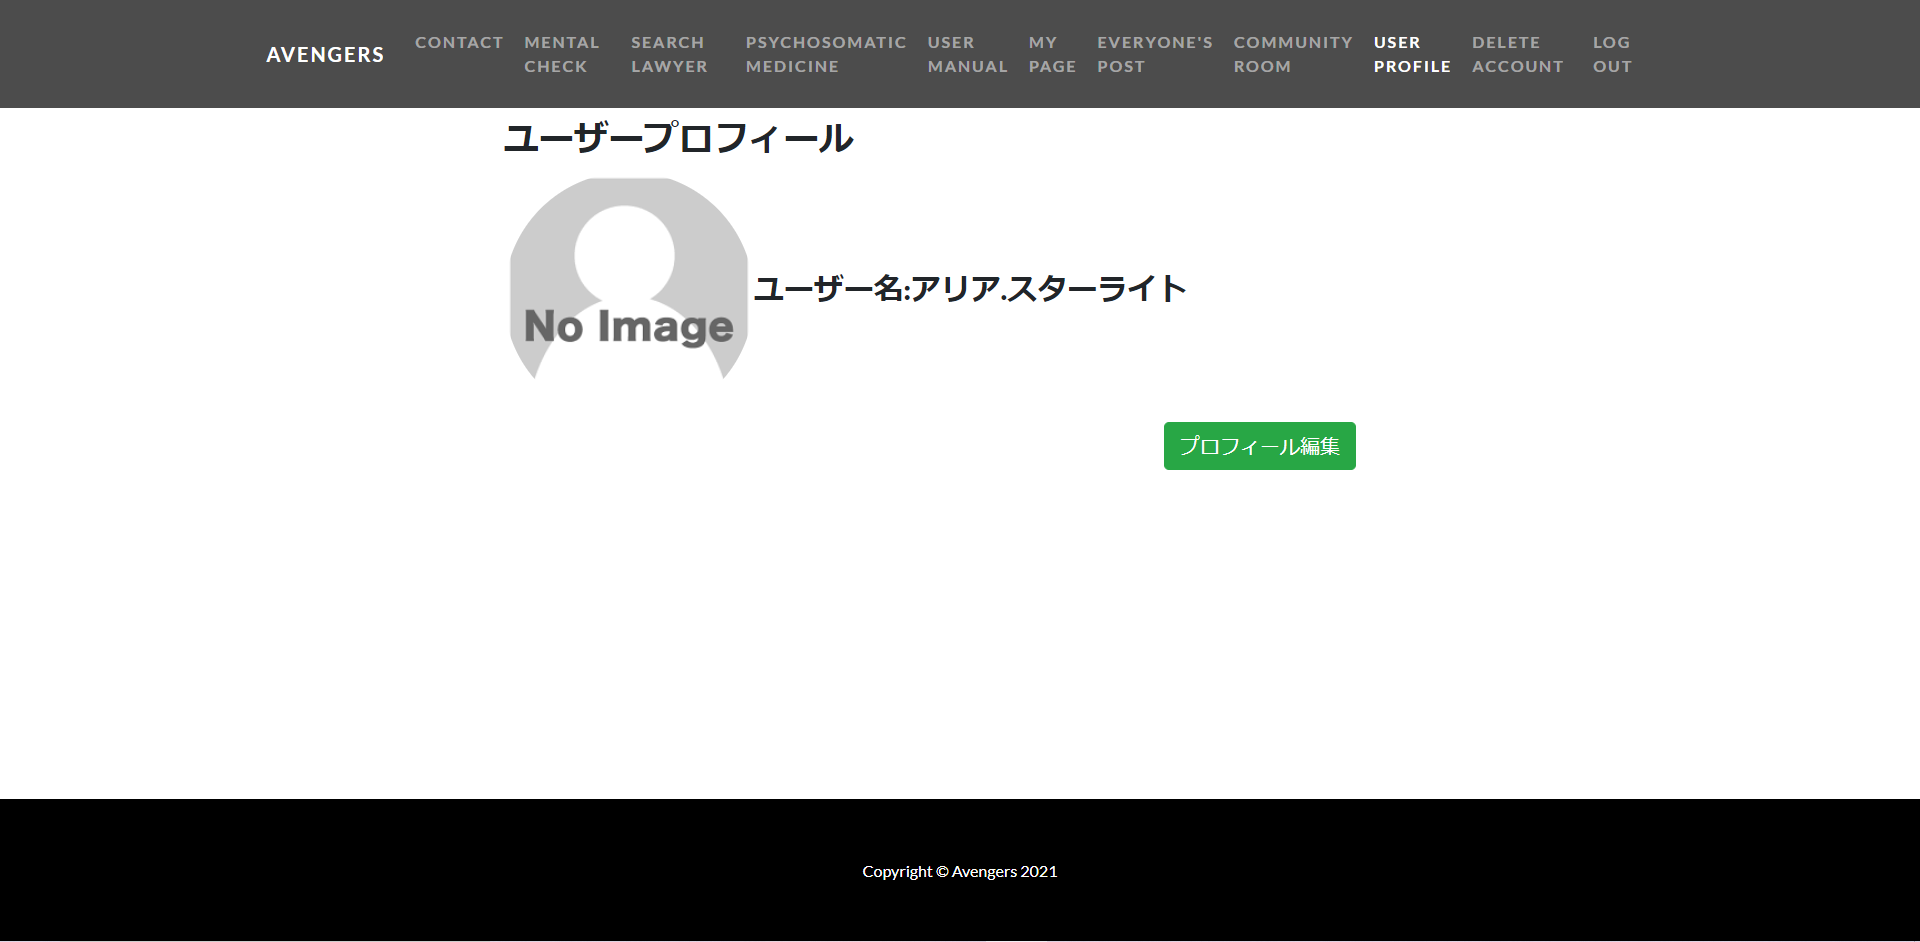 AVENGERS
CONTACT
MENTAL CHECK
SEARCH LAWYER
PSYCHOSOMATIC MEDICINE
USER MANUAL
MY PAGE
EVERYONE'S POST
COMMUNITY ROOM
USER PROFILE
DELETE ACCOUNT
LOG OUT
ユーザープロフィール
No Image
ユーザー名:アリア.スターライト
プロフィール編集
Copyright © Avengers 2021